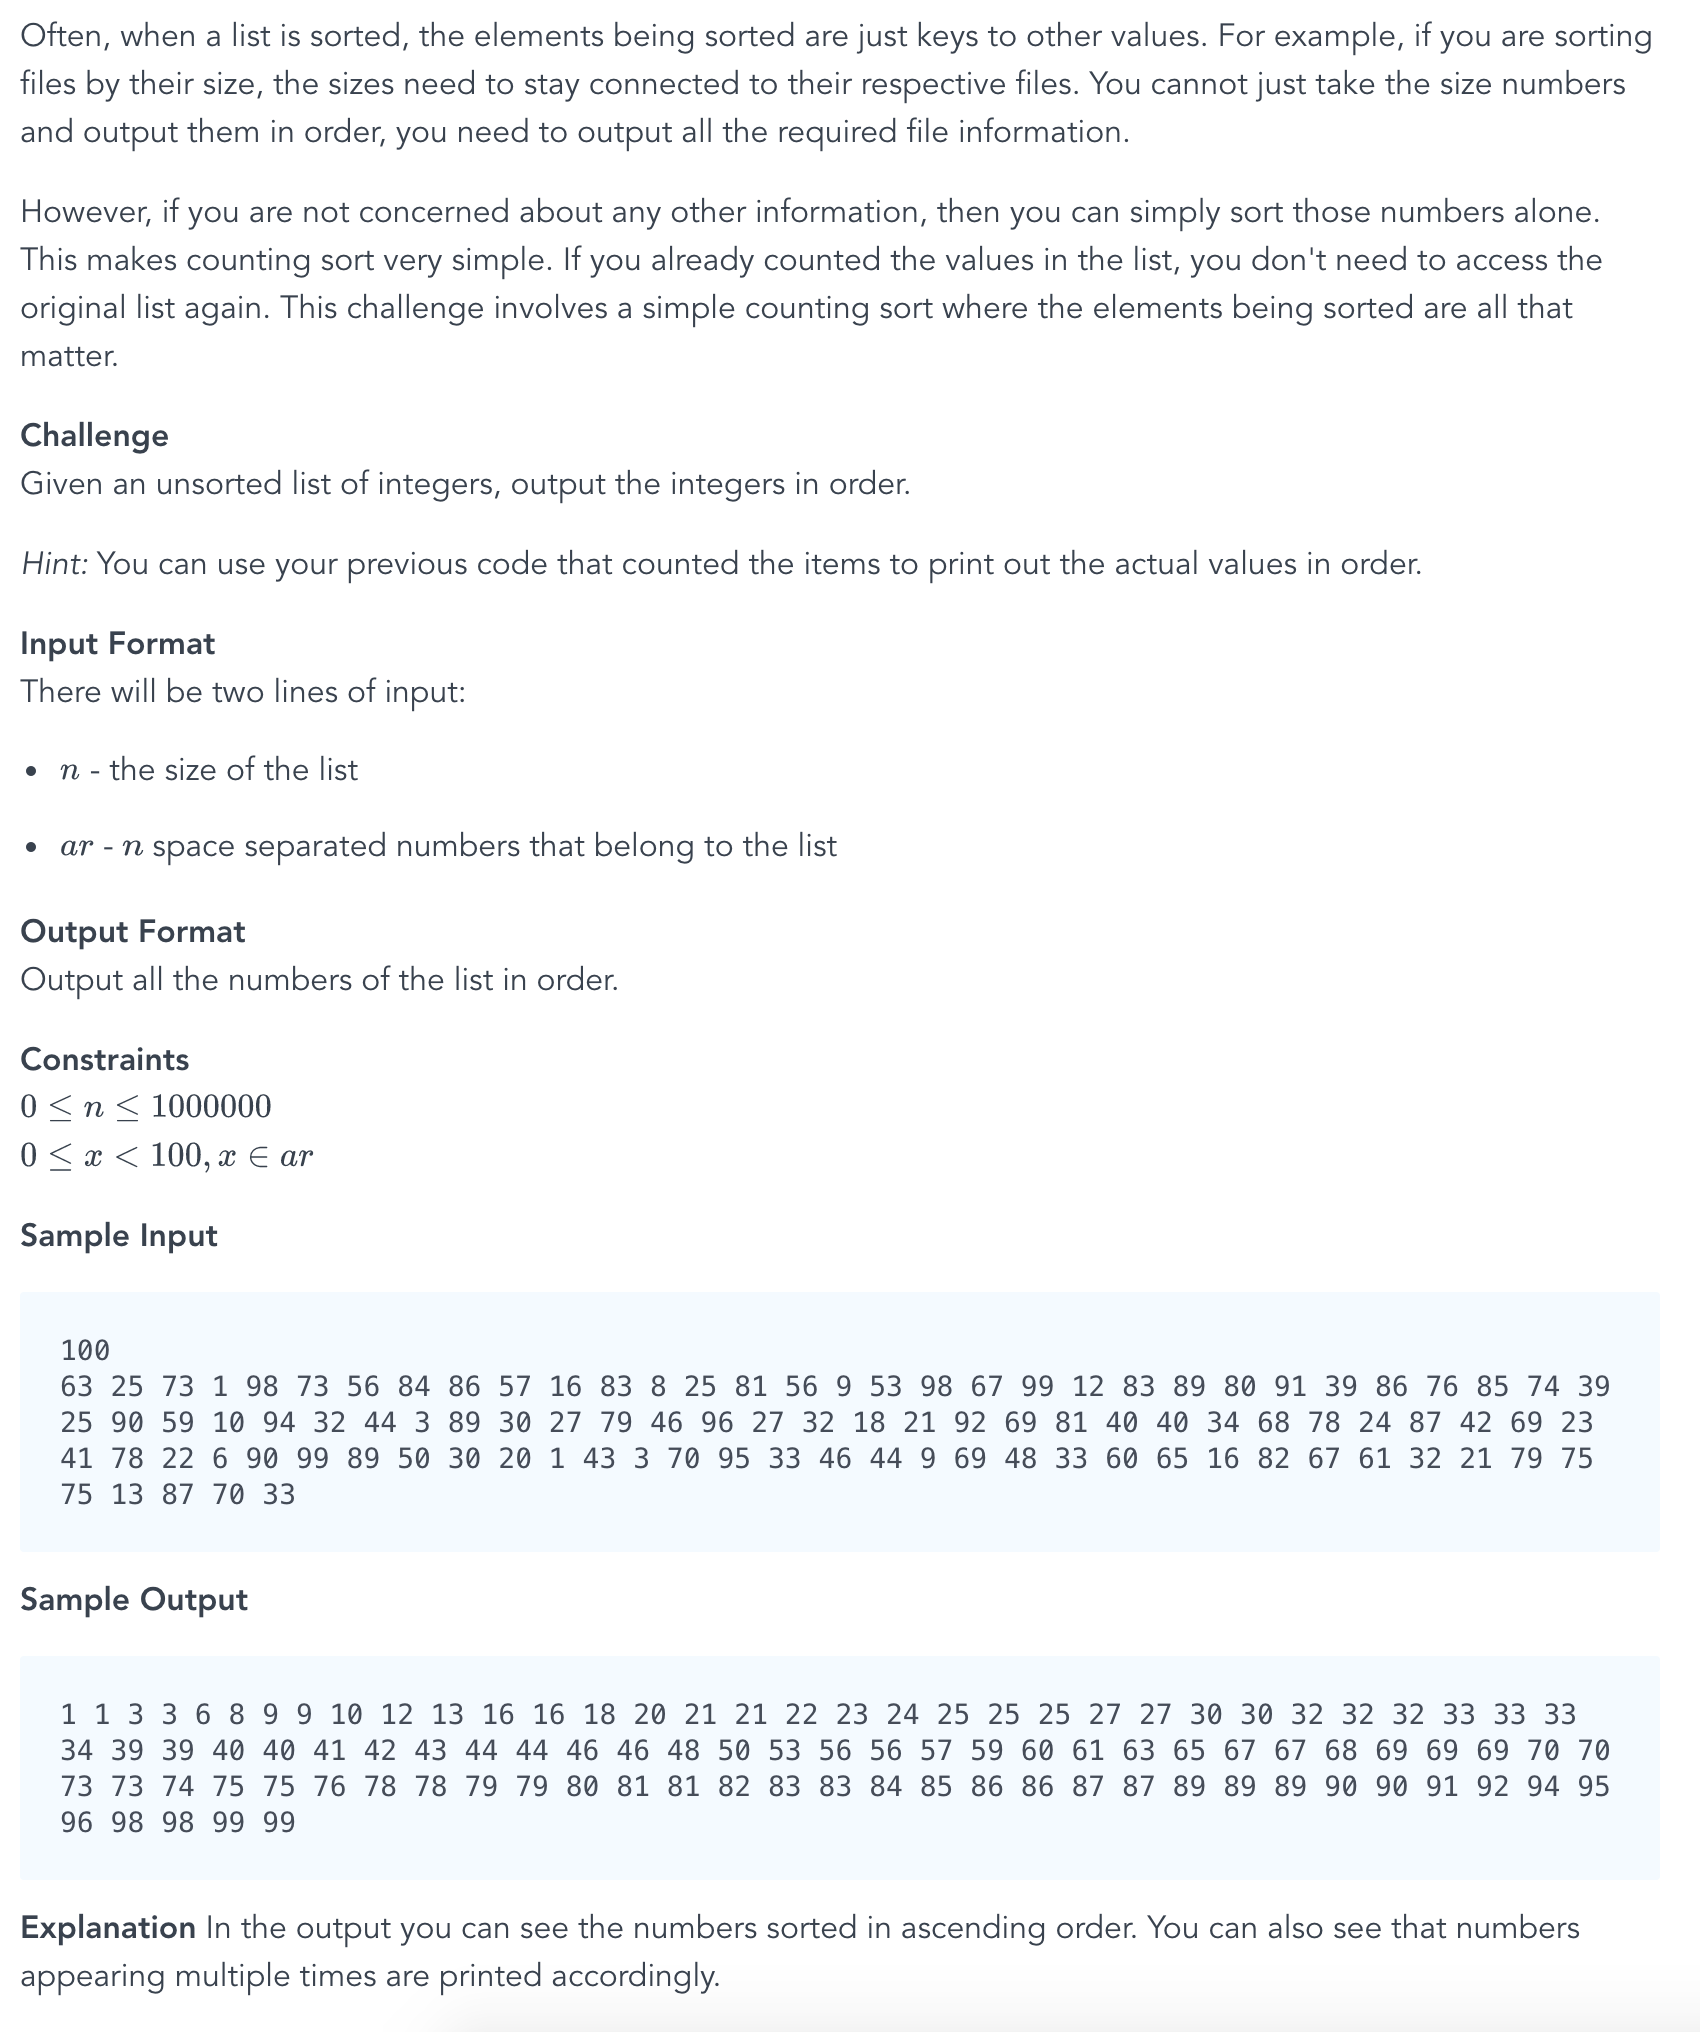 Often, when a list is sorted, the elements being sorted are just keys to other values. For example, if you are sorting
files by their size, the sizes need to stay connected to their respective files. You cannot just take the size numbers
and output them in order, you need to output all the required file information.
However, if you are not concerned about any other information, then you can simply sort those numbers alone.
This makes counting sort very simple. If you already counted the values in the list, you don't need to access the
original list again. This challenge involves a simple counting sort where the elements being sorted are all that
matter.
Challenge
Given an unsorted list of integers, output the integers in order.
Hint: You can use your previous code that counted the items to print out the actual values in order.
Input Format
There will be two lines of input:
• n - the size of the list
• ar - n space separated numbers that belong to the list
Output Format
Output all the numbers of the list in order.
Constraints
0 ≤ n ≤ 1000000
0 ≤ x < 100, x ∈ ar
Sample Input
100
63 25 73 1 98 73 56 84 86 57 16 83 8 25 81 56 9 53 98 67 99 12 83 89 80 91 39 86 76 85 74 39
25 90 59 10 94 32 44 3 89 30 27 79 46 96 27 32 18 21 92 69 81 40 40 34 68 78 24 87 42 69 23
41 78 22 6 90 99 89 50 30 20 1 43 3 70 95 33 46 44 9 69 48 33 60 65 16 82 67 61 32 21 79 75
75 13 87 70 33
Sample Output
1 1 3 3 6 8 9 9 10 12 13 16 16 18 20 21 21 22 23 24 25 25 25 27 27 30 30 32 32 32 33 33 33
34 39 39 40 40 41 42 43 44 44 46 46 48 50 53 56 56 57 59 60 61 63 65 67 67 68 69 69 69 70 70
73 73 74 75 75 76 78 78 79 79 80 81 81 82 83 83 84 85 86 86 87 87 89 89 89 90 90 91 92 94 95
96 98 98 99 99
Explanation In the output you can see the numbers sorted in ascending order. You can also see that numbers
appearing multiple times are printed accordingly.